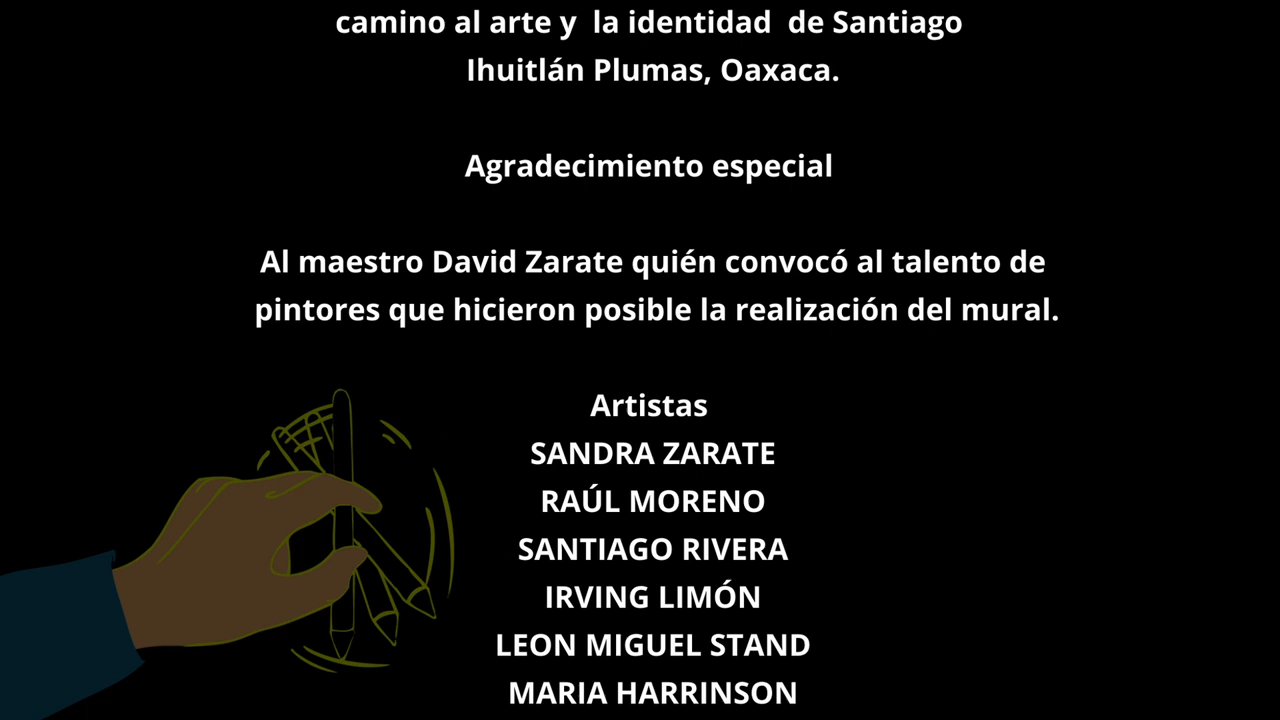 camino al arte y la identidad de Santiago
Ihuitlán Plumas, Oaxaca.
Agradecimiento especial
Al maestro David Zarate quién convocó al talento de
pintores que hicieron posible la realización del mural.
Artistas
SANDRA ZARATE
RAÚL MORENO
SANTIAGO RIVERA
IRVING LIMÓN
LEON MIGUEL STAND
MARIA HARRINSON